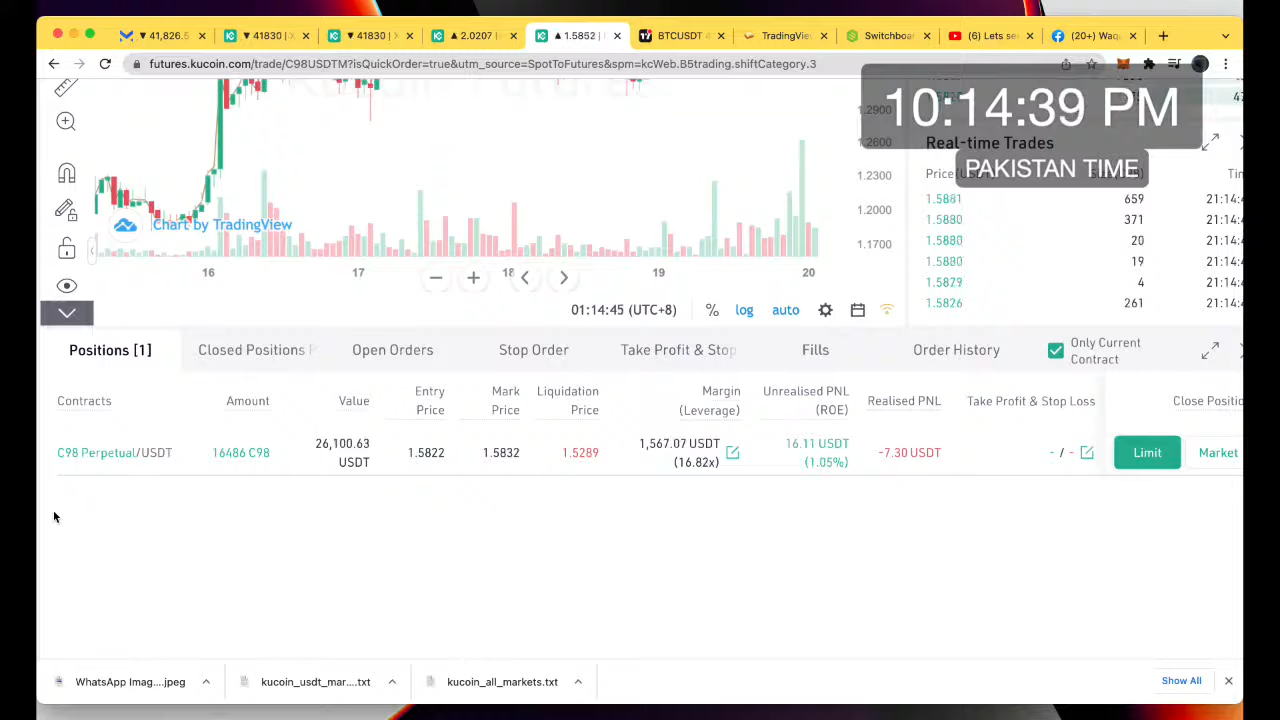 ▼ 41,826.5
▼ 41830 | X
▼ 41830 | X
▲ 2.0207 |
▲ 1.5852 |
BTCUSDT 4
TradingView
Switchboar
(6) Lets se
(20+) Waq
futures.kucoin.com/trade/C98USDTM?isQuickOrder=true&utm_source=SpotToFutures&spm=kcWeb.B5trading.shiftCategory.3
10:14:39 PM
PAKISTAN TIME
1.2900
1.2600
1.2300
1.2000
1.1700
Chart by TradingView
16 17 18 19 20
01:14:45 (UTC+8) % log auto
Real-time Trades
1.5881 659 21:14:4
1.5880 371 21:14:4
1.5880 20 21:14:4
1.5880 19 21:14:4
1.5879 4 21:14:4
1.5826 261 21:14:4
Positions [1] Closed Positions P Open Orders Stop Order Take Profit & Stop Fills Order History Only Current Contract
Contracts Amount Value Entry Price Mark Price Liquidation Price Margin (Leverage) Unrealised PNL (ROE) Realised PNL Take Profit & Stop Loss Close Positio
C98 Perpetual/USDT 16486 C98 26,100.63 USDT 1.5822 1.5832 1.5289 1,567.07 USDT (16.82x) 16.11 USDT (1.05%) -7.30 USDT - / - Limit Market
WhatsApp Imag....jpeg kucoin_usdt_mar....txt kucoin_all_markets.txt Show All